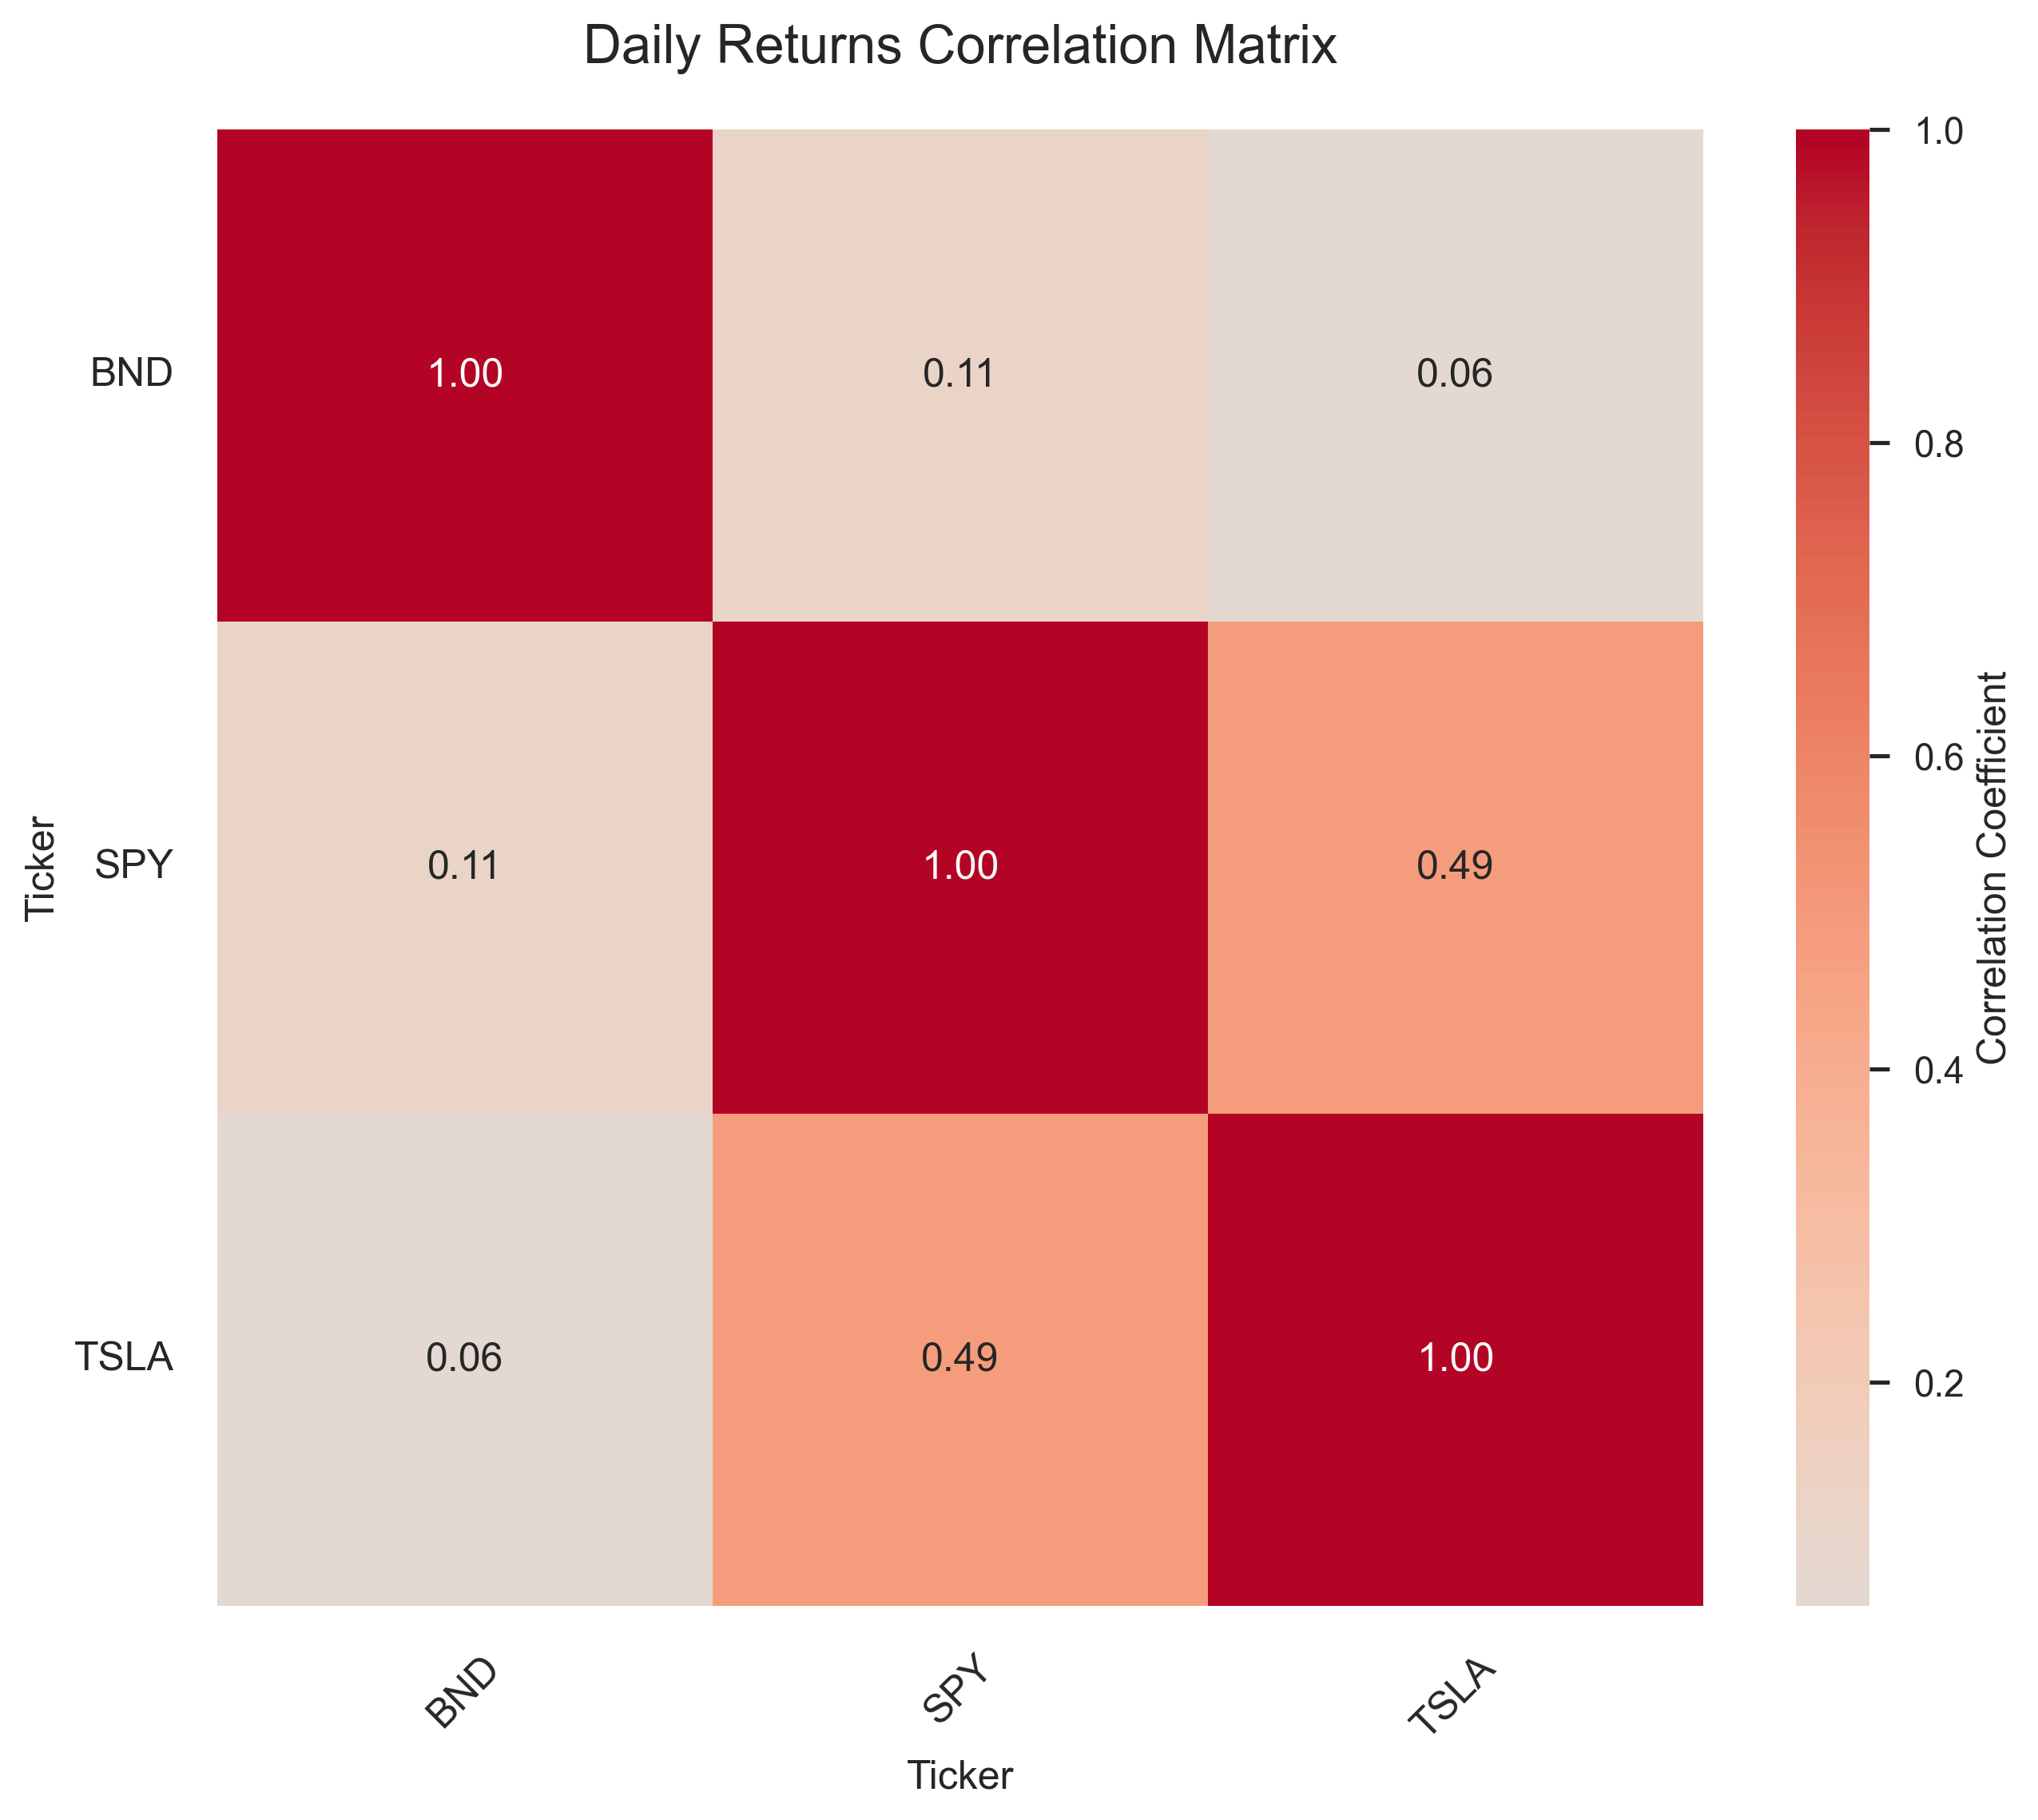 Daily Returns Correlation Matrix
BND 1.00 0.11 0.06
SPY 0.11 1.00 0.49
TSLA 0.06 0.49 1.00
BND SPY TSLA
Ticker
Ticker
1.0
0.8
0.6
0.4
0.2
Correlation Coefficient